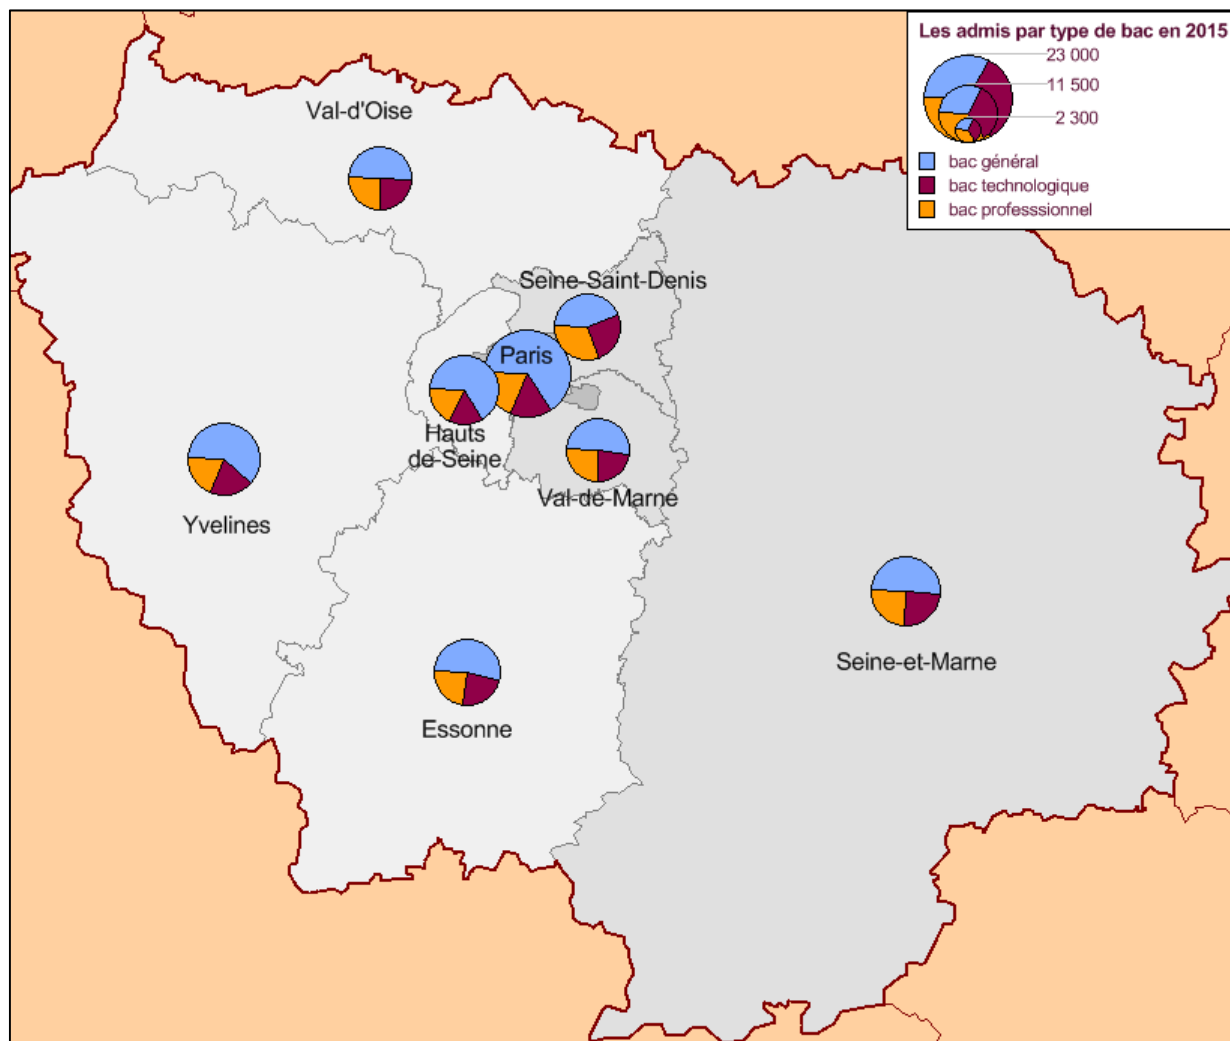 Les admis par type de bac en 2015
23 000
11 500
2 300
bac général
bac technologique
bac professsionnel
Val-d'Oise
Seine-Saint-Denis
Paris
Hauts
de-Seine
Val-de-Marne
Yvelines
Seine-et-Marne
Essonne